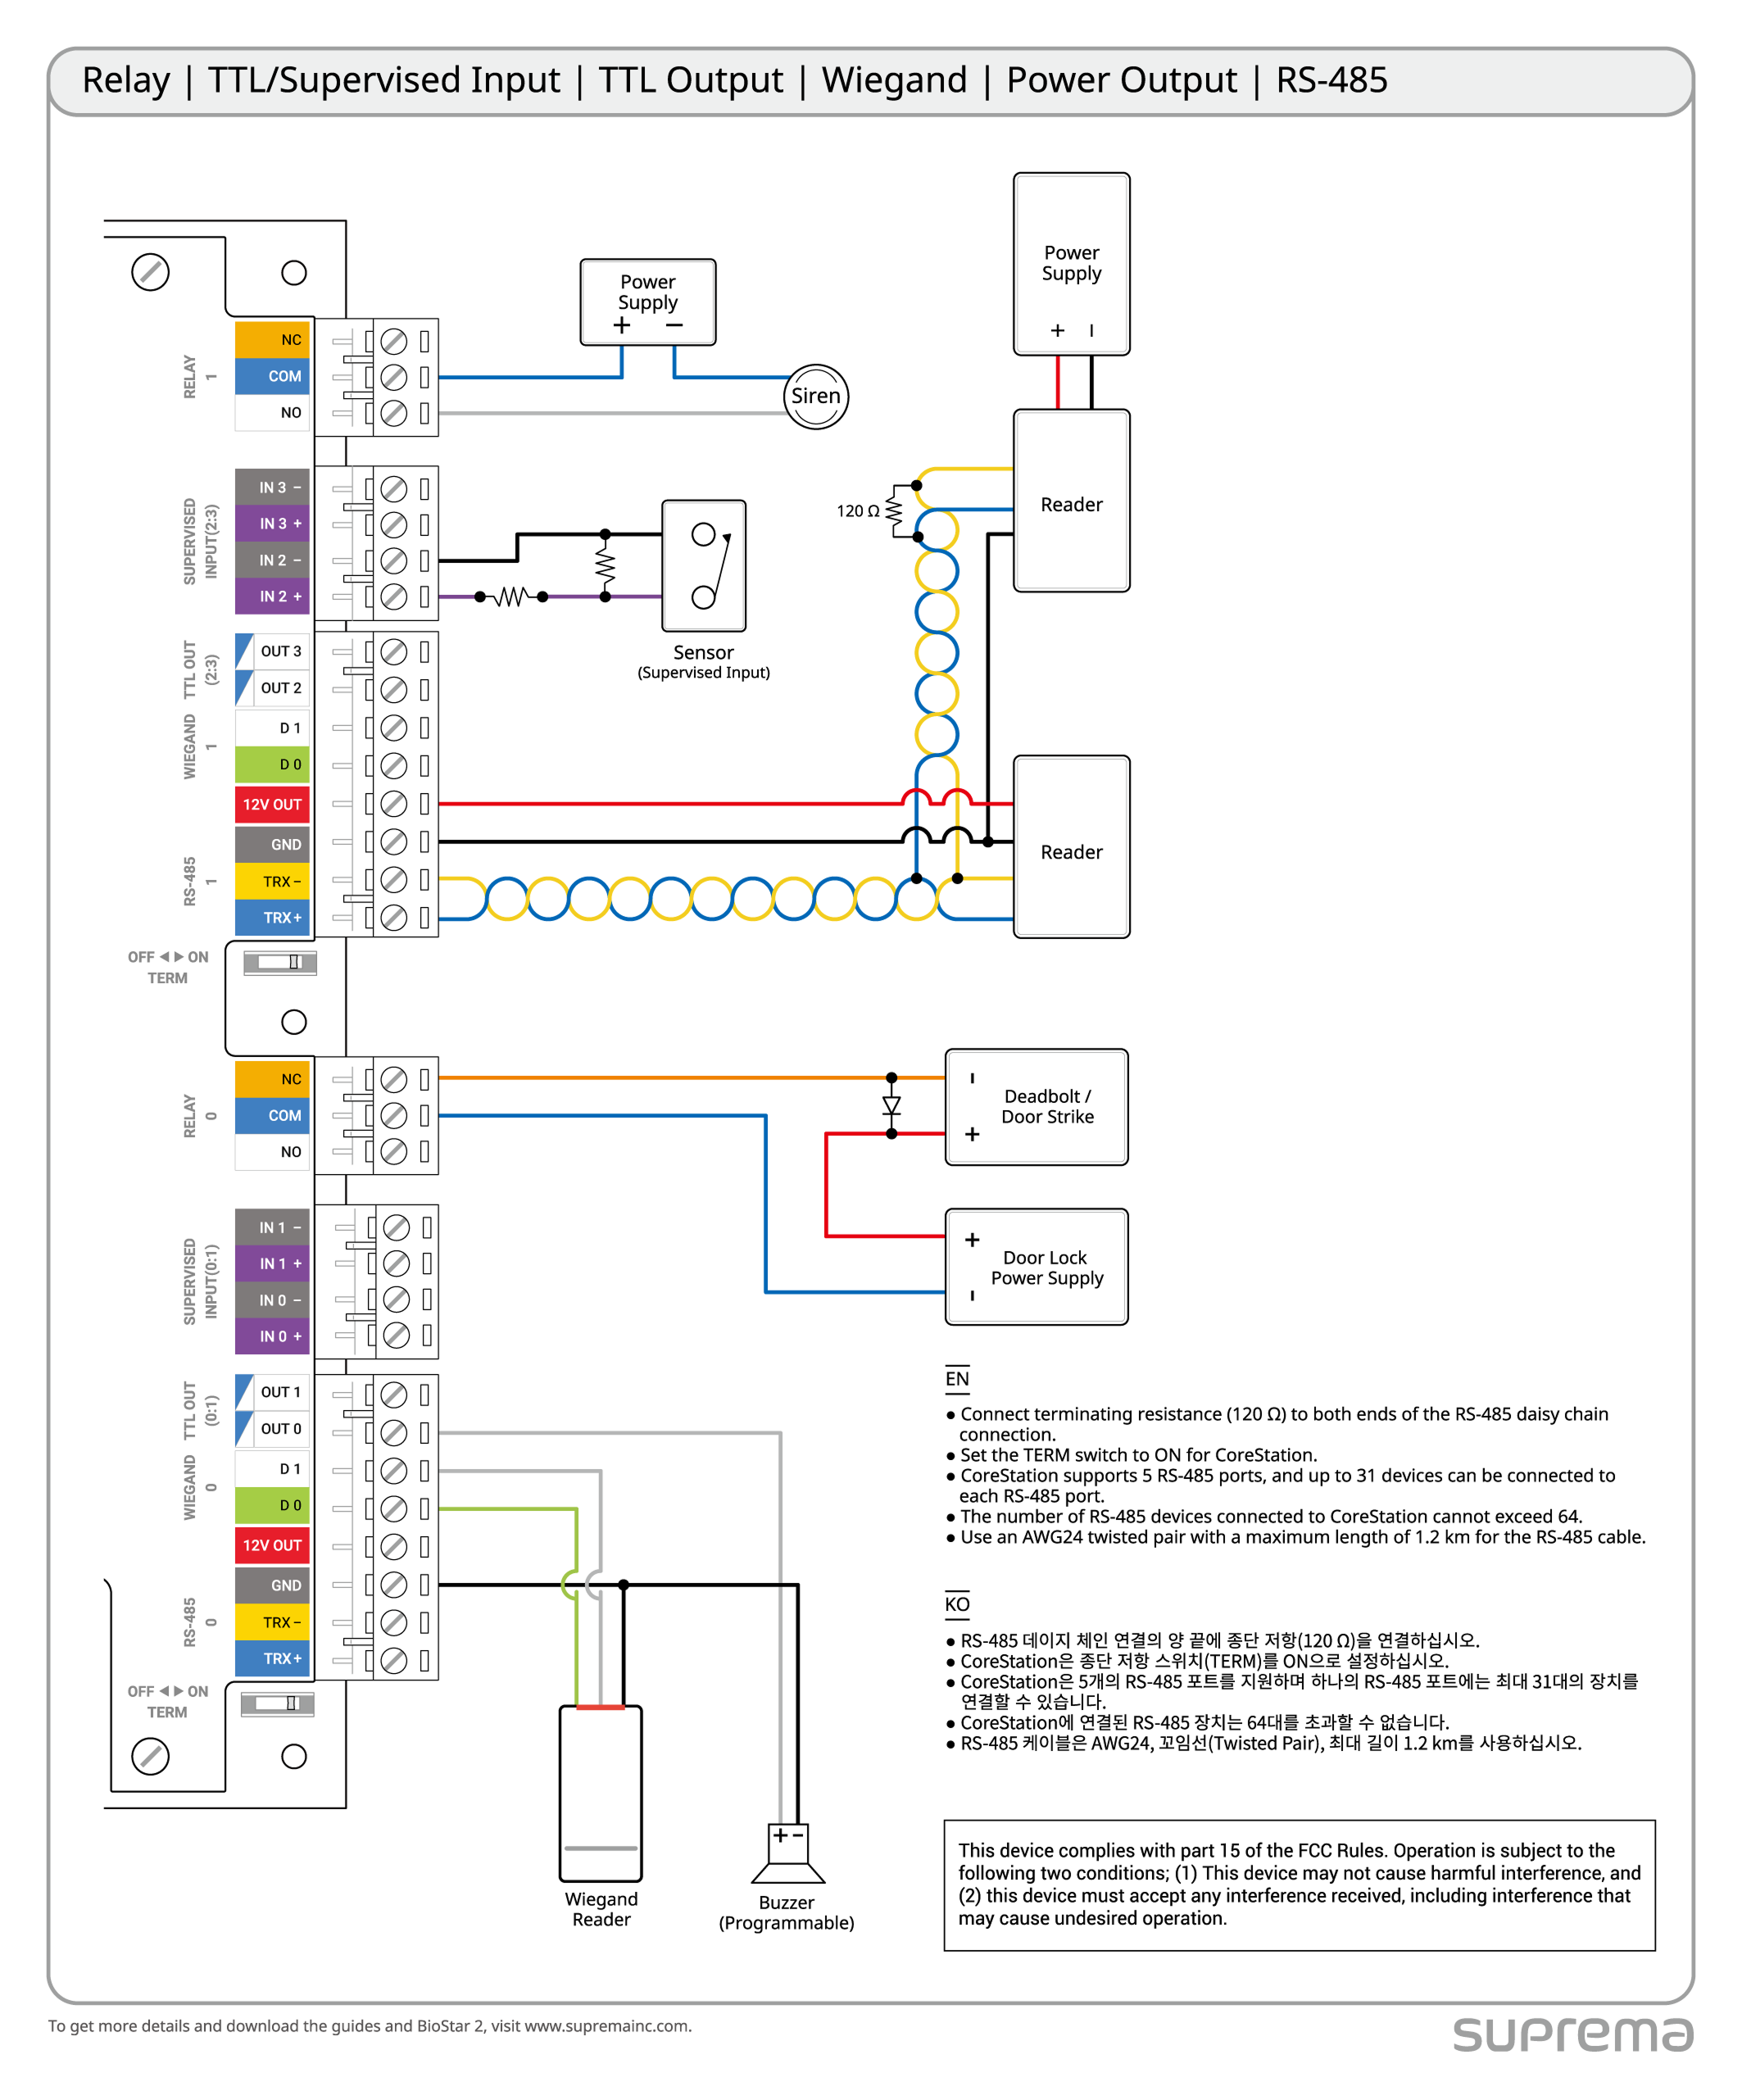 Relay | TTL/Supervised Input | TTL Output | Wiegand | Power Output | RS-485
Power
Supply
+ −
Siren
Power
Supply
+ −
Reader
120 Ω
Reader
RELAY
1
NC
COM
NO
SUPERVISED
INPUT(2:3)
IN 3 −
IN 3 +
IN 2 −
IN 2 +
Sensor
(Supervised Input)
TTL OUT
(2:3)
OUT 3
OUT 2
WIEGAND
1
D 1
D 0
12V OUT
GND
RS-485
1
TRX −
TRX +
OFF ◀ ▶ ON
TERM
RELAY
0
NC
COM
NO
−
Deadbolt /
Door Strike
+
+
Door Lock
Power Supply
−
SUPERVISED
INPUT(0:1)
IN 1 −
IN 1 +
IN 0 −
IN 0 +
TTL OUT
(0:1)
OUT 1
OUT 0
WIEGAND
0
D 1
D 0
12V OUT
GND
RS-485
0
TRX −
TRX +
OFF ◀ ▶ ON
TERM
Wiegand
Reader
+ −
Buzzer
(Programmable)
EN
● Connect terminating resistance (120 Ω) to both ends of the RS-485 daisy chain
connection.
● Set the TERM switch to ON for CoreStation.
● CoreStation supports 5 RS-485 ports, and up to 31 devices can be connected to
each RS-485 port.
● The number of RS-485 devices connected to CoreStation cannot exceed 64.
● Use an AWG24 twisted pair with a maximum length of 1.2 km for the RS-485 cable.
KO
● RS-485 데이지 체인 연결의 양 끝에 종단 저항(120 Ω)을 연결하십시오.
● CoreStation은 종단 저항 스위치(TERM)를 ON으로 설정하십시오.
● CoreStation은 5개의 RS-485 포트를 지원하며 하나의 RS-485 포트에는 최대 31대의 장치를
연결할 수 있습니다.
● CoreStation에 연결된 RS-485 장치는 64대를 초과할 수 없습니다.
● RS-485 케이블은 AWG24, 꼬임선(Twisted Pair), 최대 길이 1.2 km를 사용하십시오.
This device complies with part 15 of the FCC Rules. Operation is subject to the
following two conditions; (1) This device may not cause harmful interference, and
(2) this device must accept any interference received, including interference that
may cause undesired operation.
To get more details and download the guides and BioStar 2, visit www.supremainc.com.
suprema